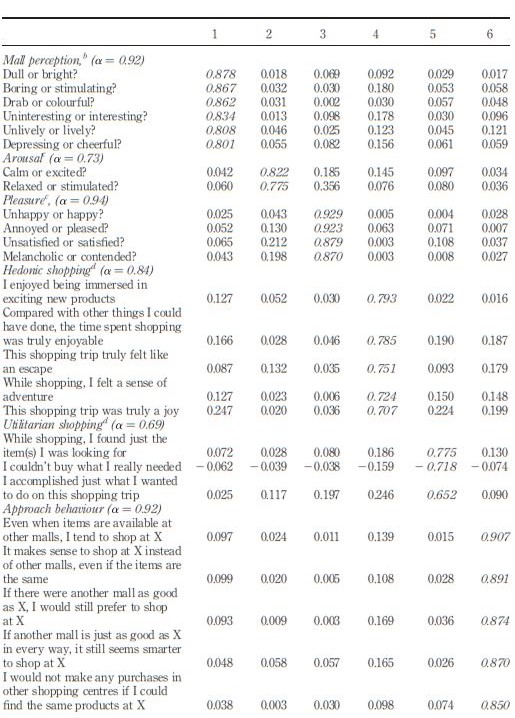 1 2 3 4 5 6
Mall perception,ᵇ (α = 0.92)
Dull or bright? 0.878 0.018 0.069 0.092 0.029 0.017
Boring or stimulating? 0.867 0.032 0.030 0.180 0.053 0.058
Drab or colourful? 0.862 0.031 0.002 0.030 0.057 0.048
Uninteresting or interesting? 0.834 0.013 0.098 0.178 0.030 0.096
Unlively or lively? 0.808 0.046 0.025 0.123 0.045 0.121
Depressing or cheerful? 0.801 0.055 0.082 0.156 0.061 0.059
Arousalᶜ (α = 0.73)
Calm or excited? 0.042 0.822 0.185 0.145 0.097 0.034
Relaxed or stimulated? 0.060 0.775 0.356 0.076 0.080 0.036
Pleasureᶜ, (α = 0.94)
Unhappy or happy? 0.025 0.043 0.929 0.005 0.004 0.028
Annoyed or pleased? 0.052 0.130 0.923 0.063 0.071 0.007
Unsatisfied or satisfied? 0.065 0.212 0.879 0.003 0.108 0.037
Melancholic or contended? 0.043 0.198 0.870 0.003 0.008 0.027
Hedonic shoppingᵈ (α = 0.84)
I enjoyed being immersed in
exciting new products 0.127 0.052 0.030 0.793 0.022 0.016
Compared with other things I could
have done, the time spent shopping
was truly enjoyable 0.166 0.028 0.046 0.785 0.190 0.187
This shopping trip truly felt like
an escape 0.087 0.132 0.035 0.751 0.093 0.179
While shopping, I felt a sense of
adventure 0.127 0.023 0.006 0.724 0.150 0.148
This shopping trip was truly a joy 0.247 0.020 0.036 0.707 0.224 0.199
Utilitarian shoppingᵈ (α = 0.69)
While shopping, I found just the
item(s) I was looking for 0.072 0.028 0.080 0.186 0.775 0.130
I couldn't buy what I really needed − 0.062 − 0.039 − 0.038 − 0.159 − 0.718 − 0.074
I accomplished just what I wanted
to do on this shopping trip 0.025 0.117 0.197 0.246 0.652 0.090
Approach behaviour (α = 0.92)
Even when items are available at
other malls, I tend to shop at X 0.097 0.024 0.011 0.139 0.015 0.907
It makes sense to shop at X instead
of other malls, even if the items are
the same 0.099 0.020 0.005 0.108 0.028 0.891
If there were another mall as good
as X, I would still prefer to shop
at X 0.093 0.009 0.003 0.169 0.036 0.874
If another mall is just as good as X
in every way, it still seems smarter
to shop at X 0.048 0.058 0.057 0.165 0.026 0.870
I would not make any purchases in
other shopping centres if I could
find the same products at X 0.038 0.003 0.030 0.098 0.074 0.850